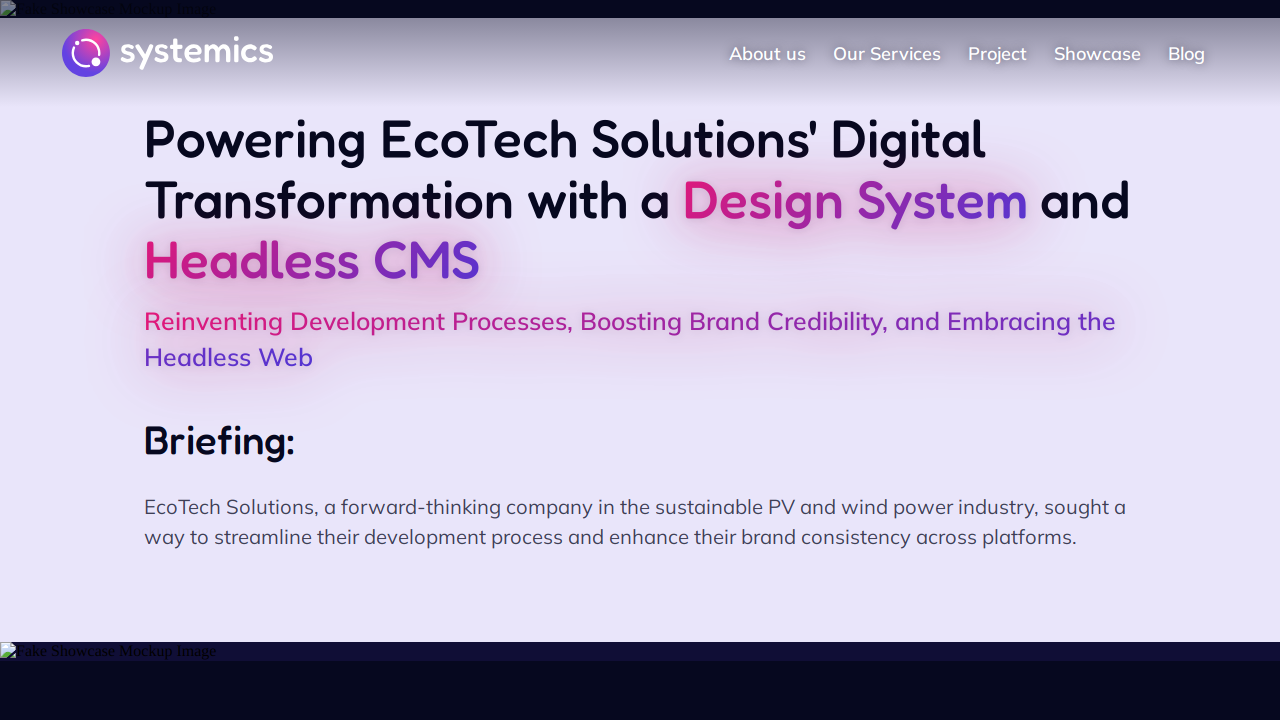 Fake Showcase Mockup Image
systemics
About us Our Services Project Showcase Blog
Powering EcoTech Solutions' Digital
Transformation with a Design System and
Headless CMS
Reinventing Development Processes, Boosting Brand Credibility, and Embracing the
Headless Web
Briefing:
EcoTech Solutions, a forward-thinking company in the sustainable PV and wind power industry, sought a
way to streamline their development process and enhance their brand consistency across platforms.
Fake Showcase Mockup Image